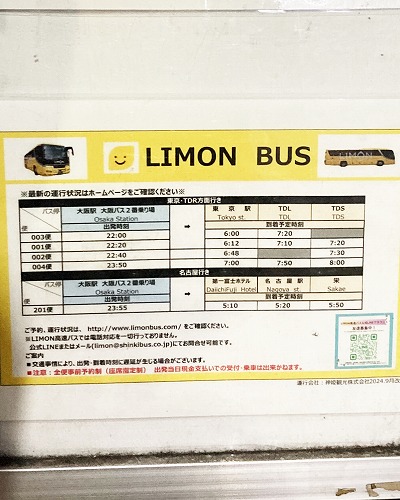 LIMON BUS
※最新の運行状況はホームページをご確認ください※
東京・TDR方面行き
バス停 大阪駅 大阪バス2番乗り場 Osaka Station ➡ 東京駅 Tokyo st. TDL TDL TDS TDS
便 出発時刻 到着予定時刻
003便 22:00 6:00 7:20
001便 22:20 6:12 7:10 7:20
002便 22:40 6:48 7:30
004便 23:50 7:00 7:50 8:00
名古屋行き
バス停 大阪駅 大阪バス2番乗り場 Osaka Station ➡ 第一富士ホテル DaiichiFuji Hotel 名古屋駅 Nagoya st 栄 Sakae
便 出発時刻 到着予定時刻
201便 23:55 5:10 5:20 5:50
ご予約、運行状況は、 http://www.limonbus.com/ をご確認ください。
※LIMON高速バスでは電話対応を一切行っておりません。
公式LINEまたはメール(limon@shinkibus.co.jp)にてお問合せ可能です。
ご案内
■交通事情により、出発・到着時刻に遅延が生じる場合がございます。
■注意:全便事前予約制(座席指定制) 出発当日現金支払いでの受付・乗車は出来かねます。
運行会社:神姫観光株式会社2024.9月改